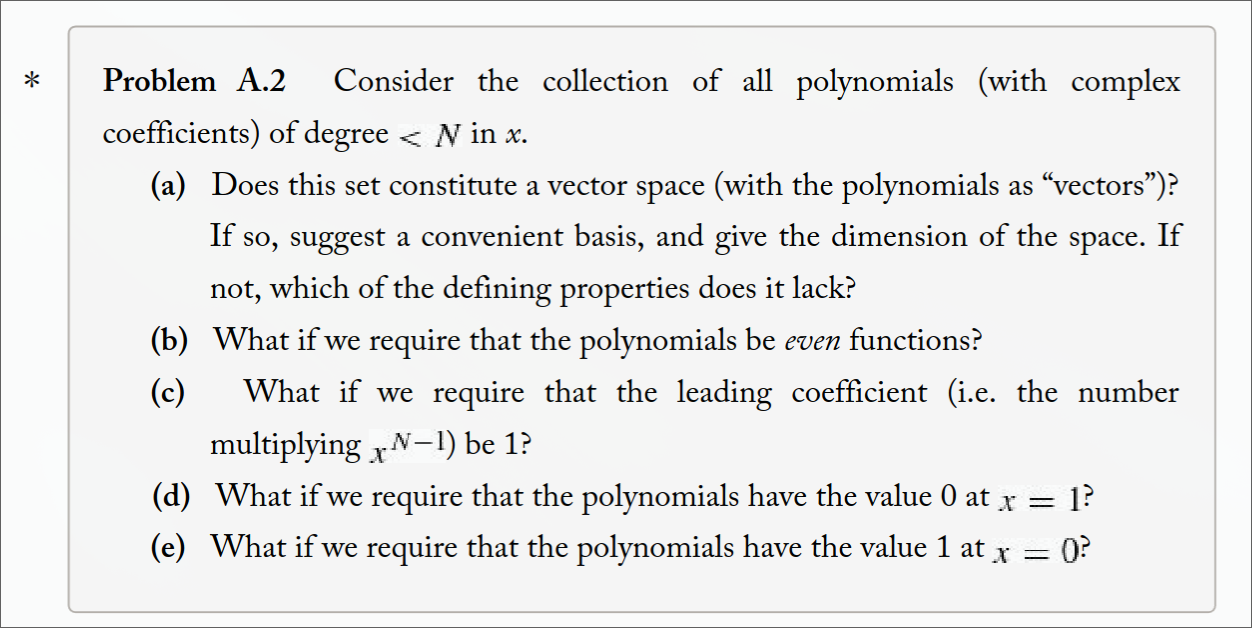 * Problem A.2 Consider the collection of all polynomials (with complex
coefficients) of degree < N in x.
(a) Does this set constitute a vector space (with the polynomials as “vectors”)?
If so, suggest a convenient basis, and give the dimension of the space. If
not, which of the defining properties does it lack?
(b) What if we require that the polynomials be even functions?
(c) What if we require that the leading coefficient (i.e. the number
multiplying x^{N−1}) be 1?
(d) What if we require that the polynomials have the value 0 at x = 1?
(e) What if we require that the polynomials have the value 1 at x = 0?